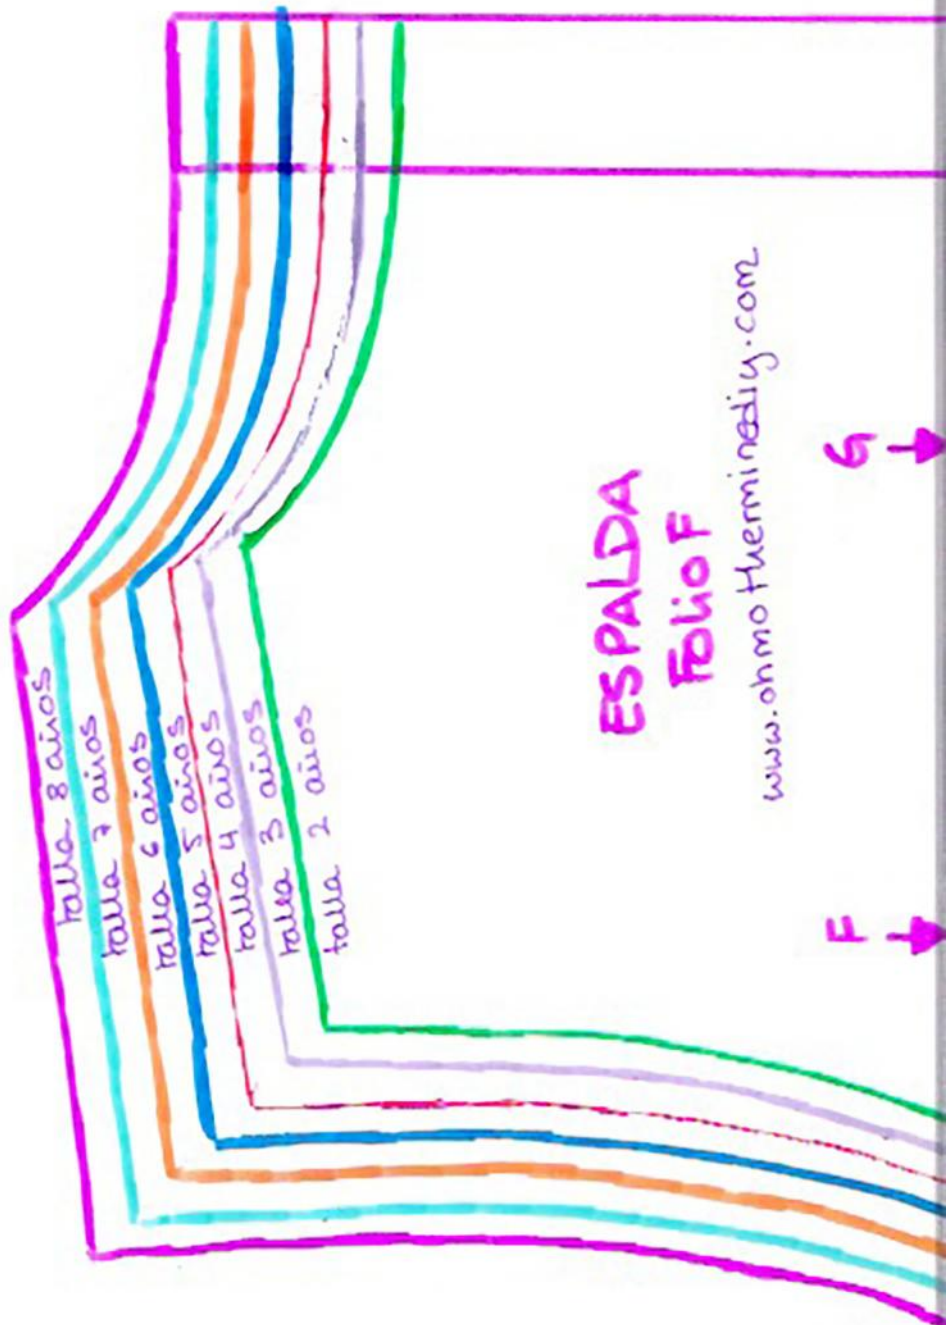 talla 8 años
talla 7 años
talla 6 años
talla 5 años
talla 4 años
talla 3 años
talla 2 años
ESPALDA
Folio F
www.ohmotherminediy.com
G
F